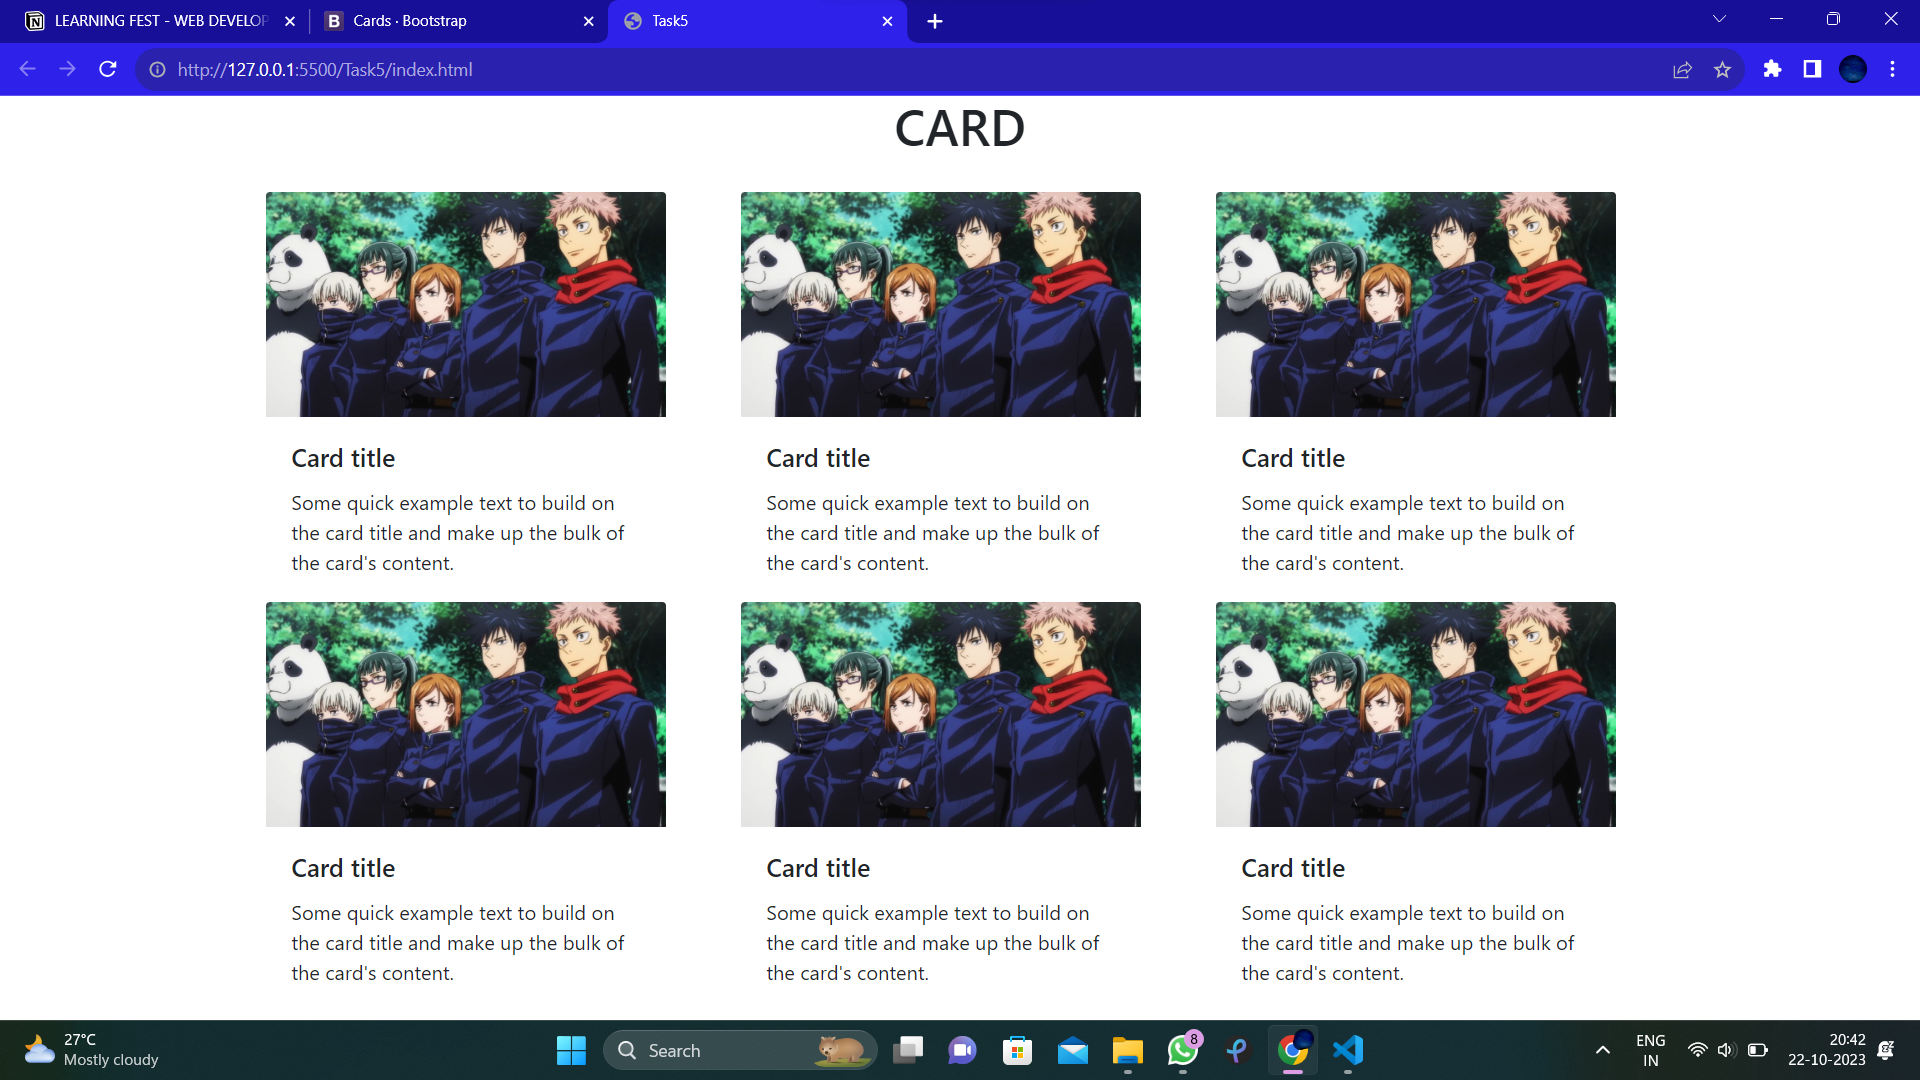 LEARNING FEST - WEB DEVELOP
Cards · Bootstrap
Task5
http://127.0.0.1:5500/Task5/index.html
CARD
Card title
Some quick example text to build on
the card title and make up the bulk of
the card's content.
Card title
Some quick example text to build on
the card title and make up the bulk of
the card's content.
Card title
Some quick example text to build on
the card title and make up the bulk of
the card's content.
Card title
Some quick example text to build on
the card title and make up the bulk of
the card's content.
Card title
Some quick example text to build on
the card title and make up the bulk of
the card's content.
Card title
Some quick example text to build on
the card title and make up the bulk of
the card's content.
27°C
Mostly cloudy
Search
8
ENG
IN
20:42
22-10-2023